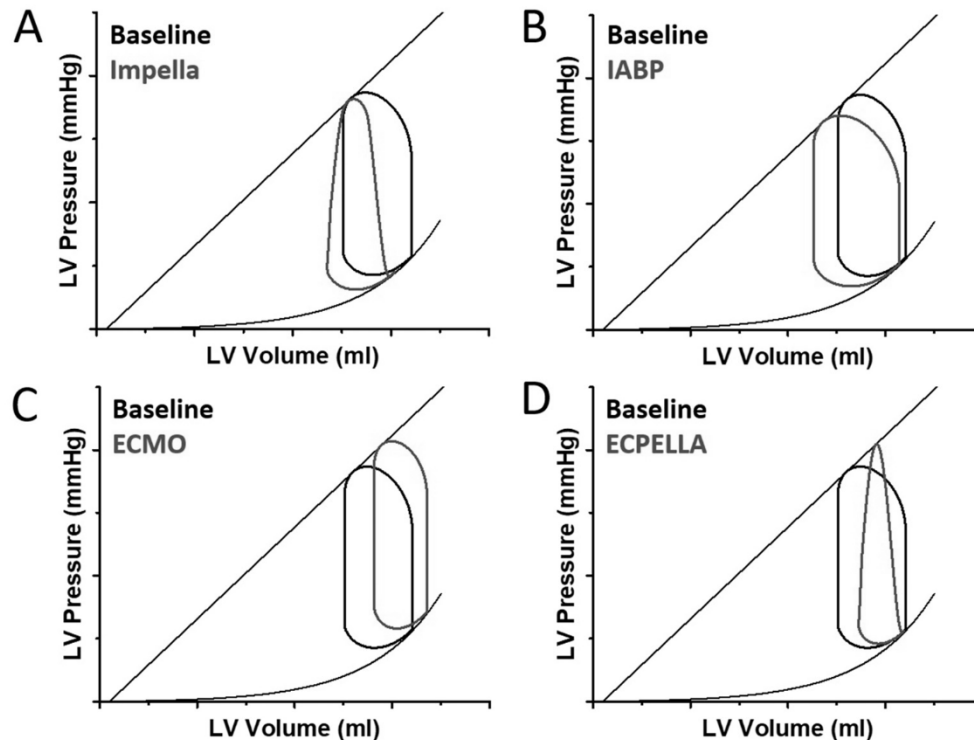 A
Baseline
Impella
LV Pressure (mmHg)
LV Volume (ml)
B
Baseline
IABP
LV Pressure (mmHg)
LV Volume (ml)
C
Baseline
ECMO
LV Pressure (mmHg)
LV Volume (ml)
D
Baseline
ECPELLA
LV Pressure (mmHg)
LV Volume (ml)